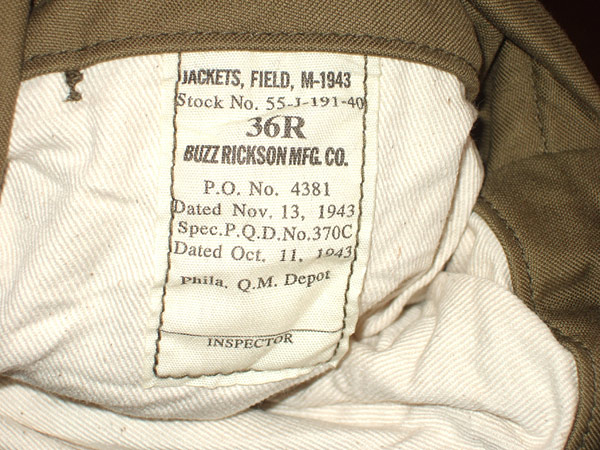 JACKETS, FIELD, M-1943
Stock No. 55-J-191-40
36R
BUZZ RICKSON MFG. CO.
P.O. No. 4381
Dated Nov. 13, 1943
Spec.P.Q.D.No.370C
Dated Oct. 11, 1943
Phila. Q.M. Depot
INSPECTOR